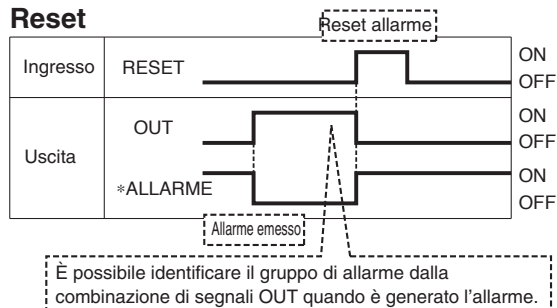 Reset
Reset allarme
Ingresso RESET ON
OFF
Uscita OUT ON
OFF
*ALLARME ON
OFF
Allarme emesso
È possibile identificare il gruppo di allarme dalla
combinazione di segnali OUT quando è generato l'allarme.